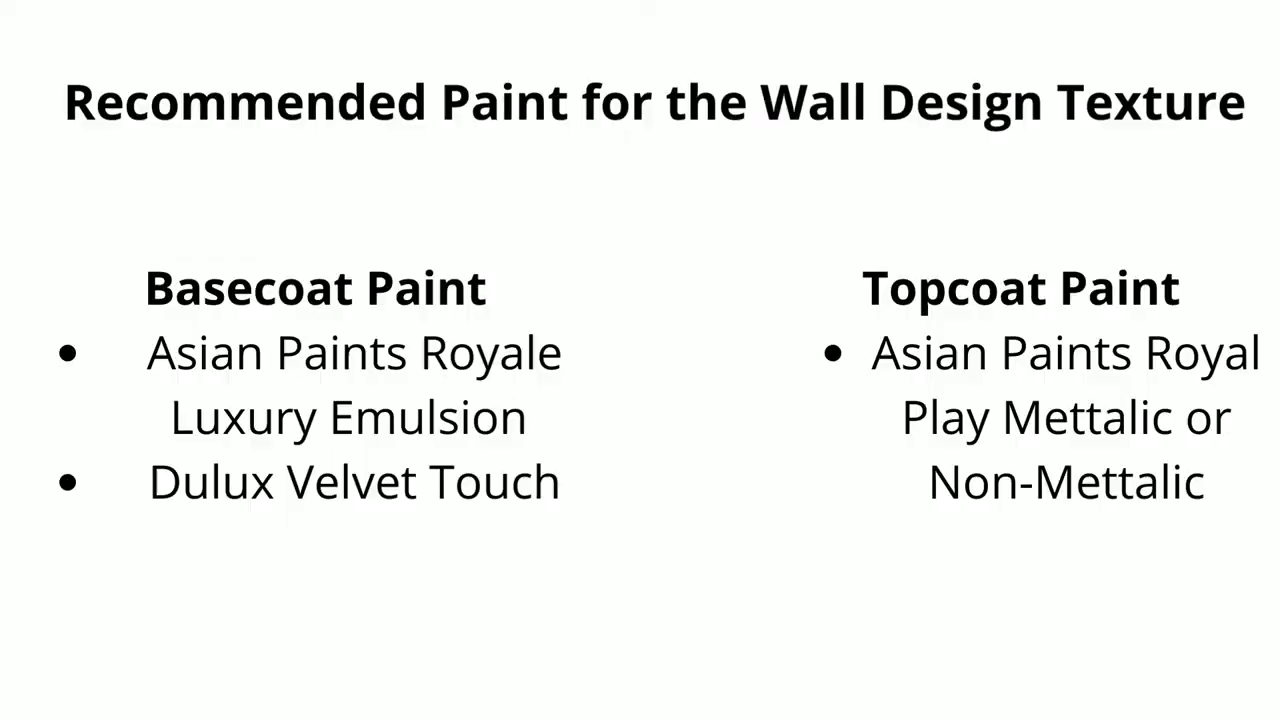 Recommended Paint for the Wall Design Texture
Basecoat Paint
• Asian Paints Royale
Luxury Emulsion
• Dulux Velvet Touch
Topcoat Paint
• Asian Paints Royal
Play Mettalic or
Non-Mettalic